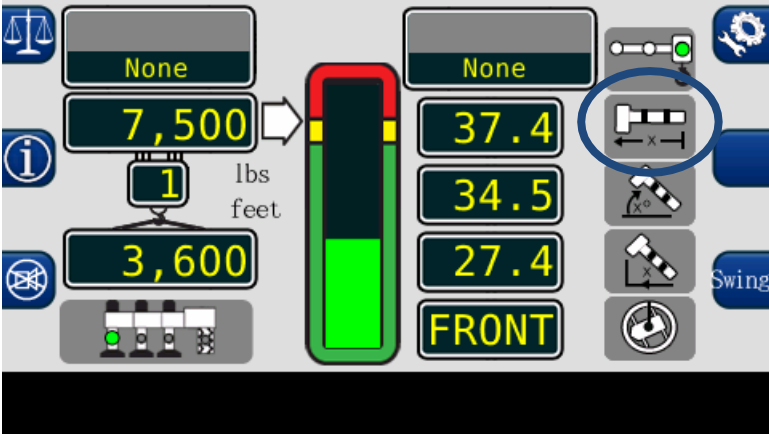 None
7,500
1
lbs
feet
3,600
None
37.4
34.5
27.4
FRONT
x
x°
x
Swing